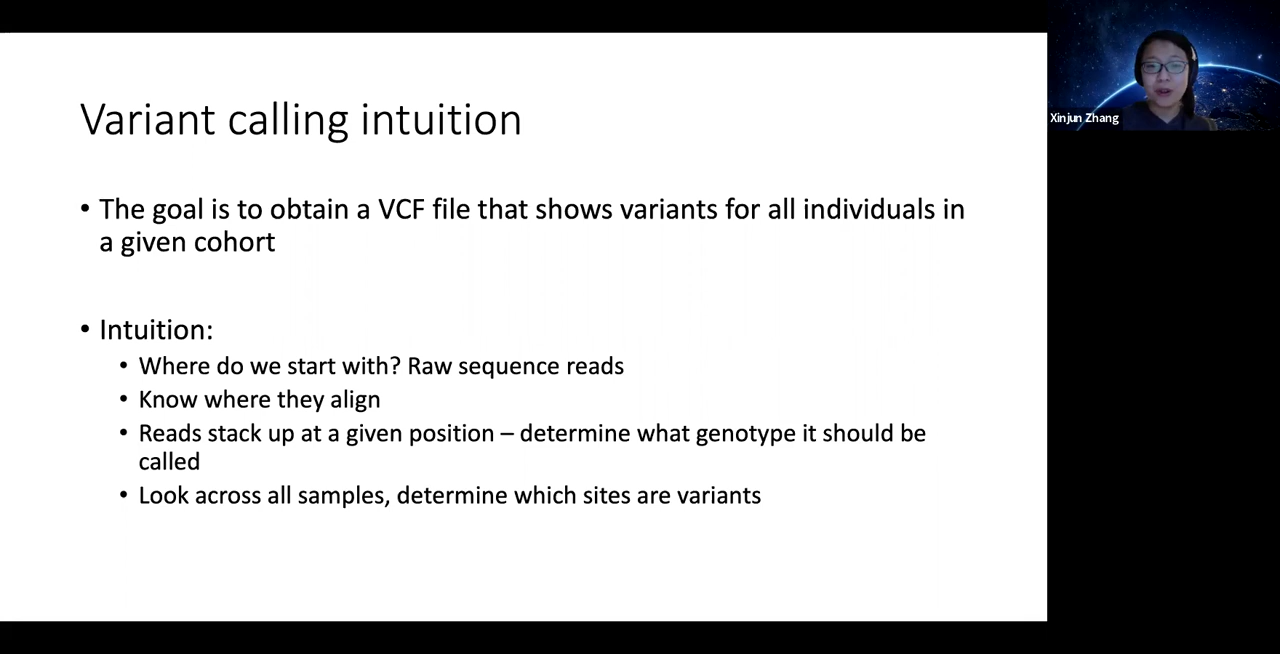 Variant calling intuition
• The goal is to obtain a VCF file that shows variants for all individuals in
a given cohort
• Intuition:
• Where do we start with? Raw sequence reads
• Know where they align
• Reads stack up at a given position – determine what genotype it should be
called
• Look across all samples, determine which sites are variants
Xinjun Zhang